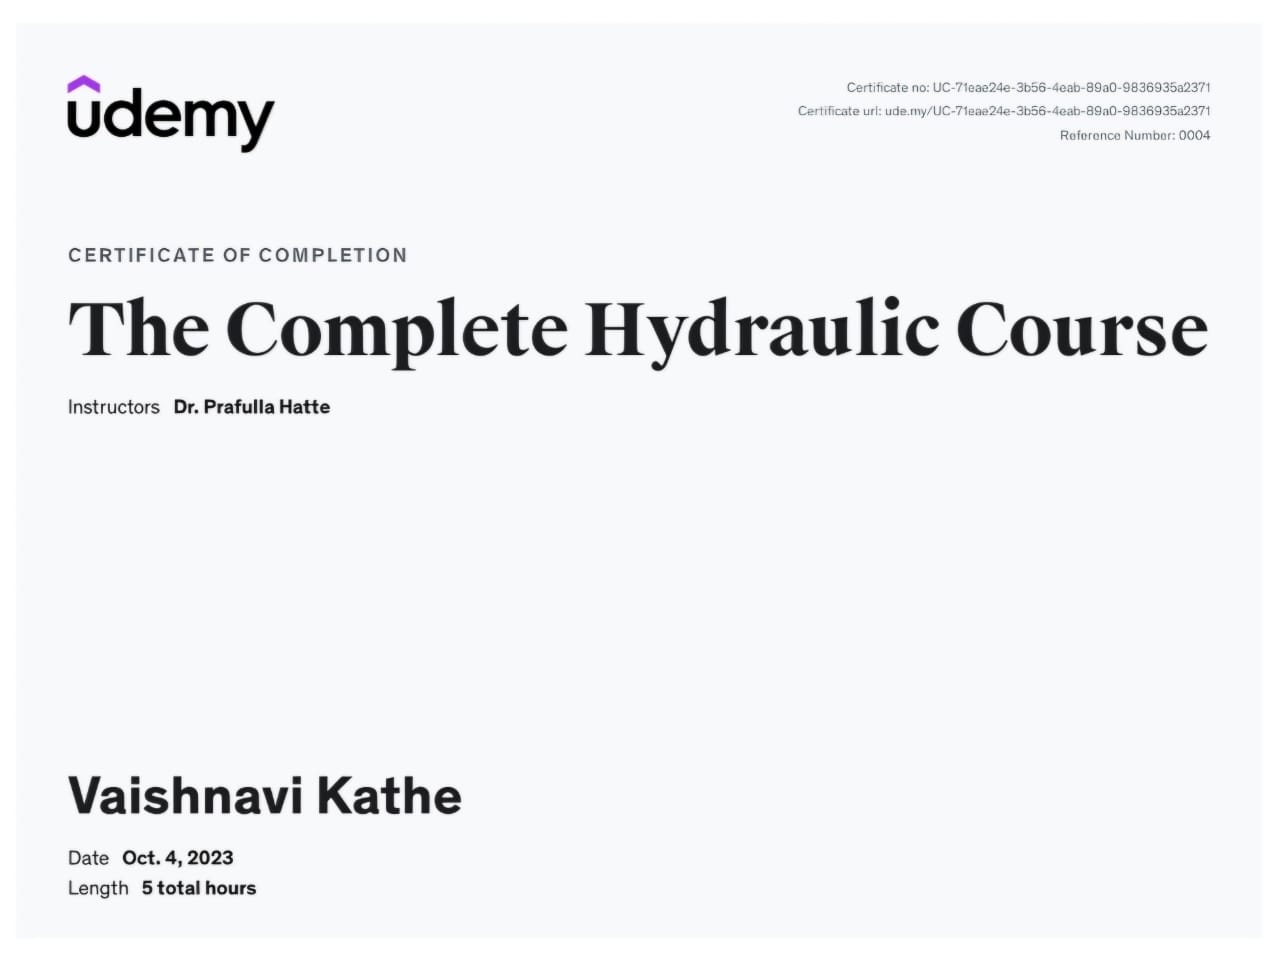 udemy
Certificate no: UC-71eae24e-3b56-4eab-89a0-9836935a2371
Certificate url: ude.my/UC-71eae24e-3b56-4eab-89a0-9836935a2371
Reference Number: 0004
CERTIFICATE OF COMPLETION
The Complete Hydraulic Course
Instructors Dr. Prafulla Hatte
Vaishnavi Kathe
Date Oct. 4, 2023
Length 5 total hours